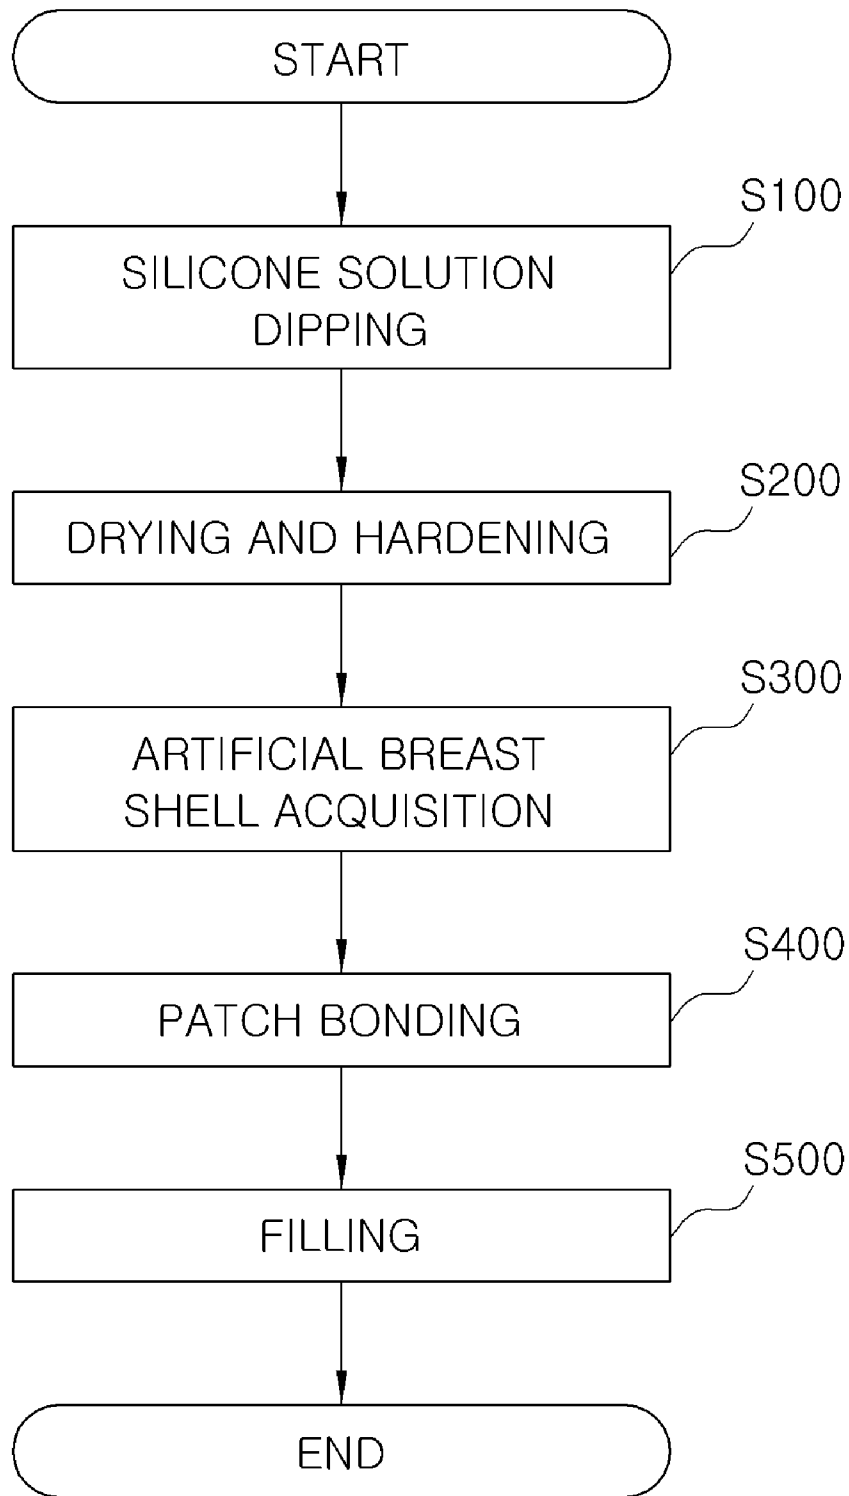 START
S100
SILICONE SOLUTION
DIPPING
S200
DRYING AND HARDENING
S300
ARTIFICIAL BREAST
SHELL ACQUISITION
S400
PATCH BONDING
S500
FILLING
END